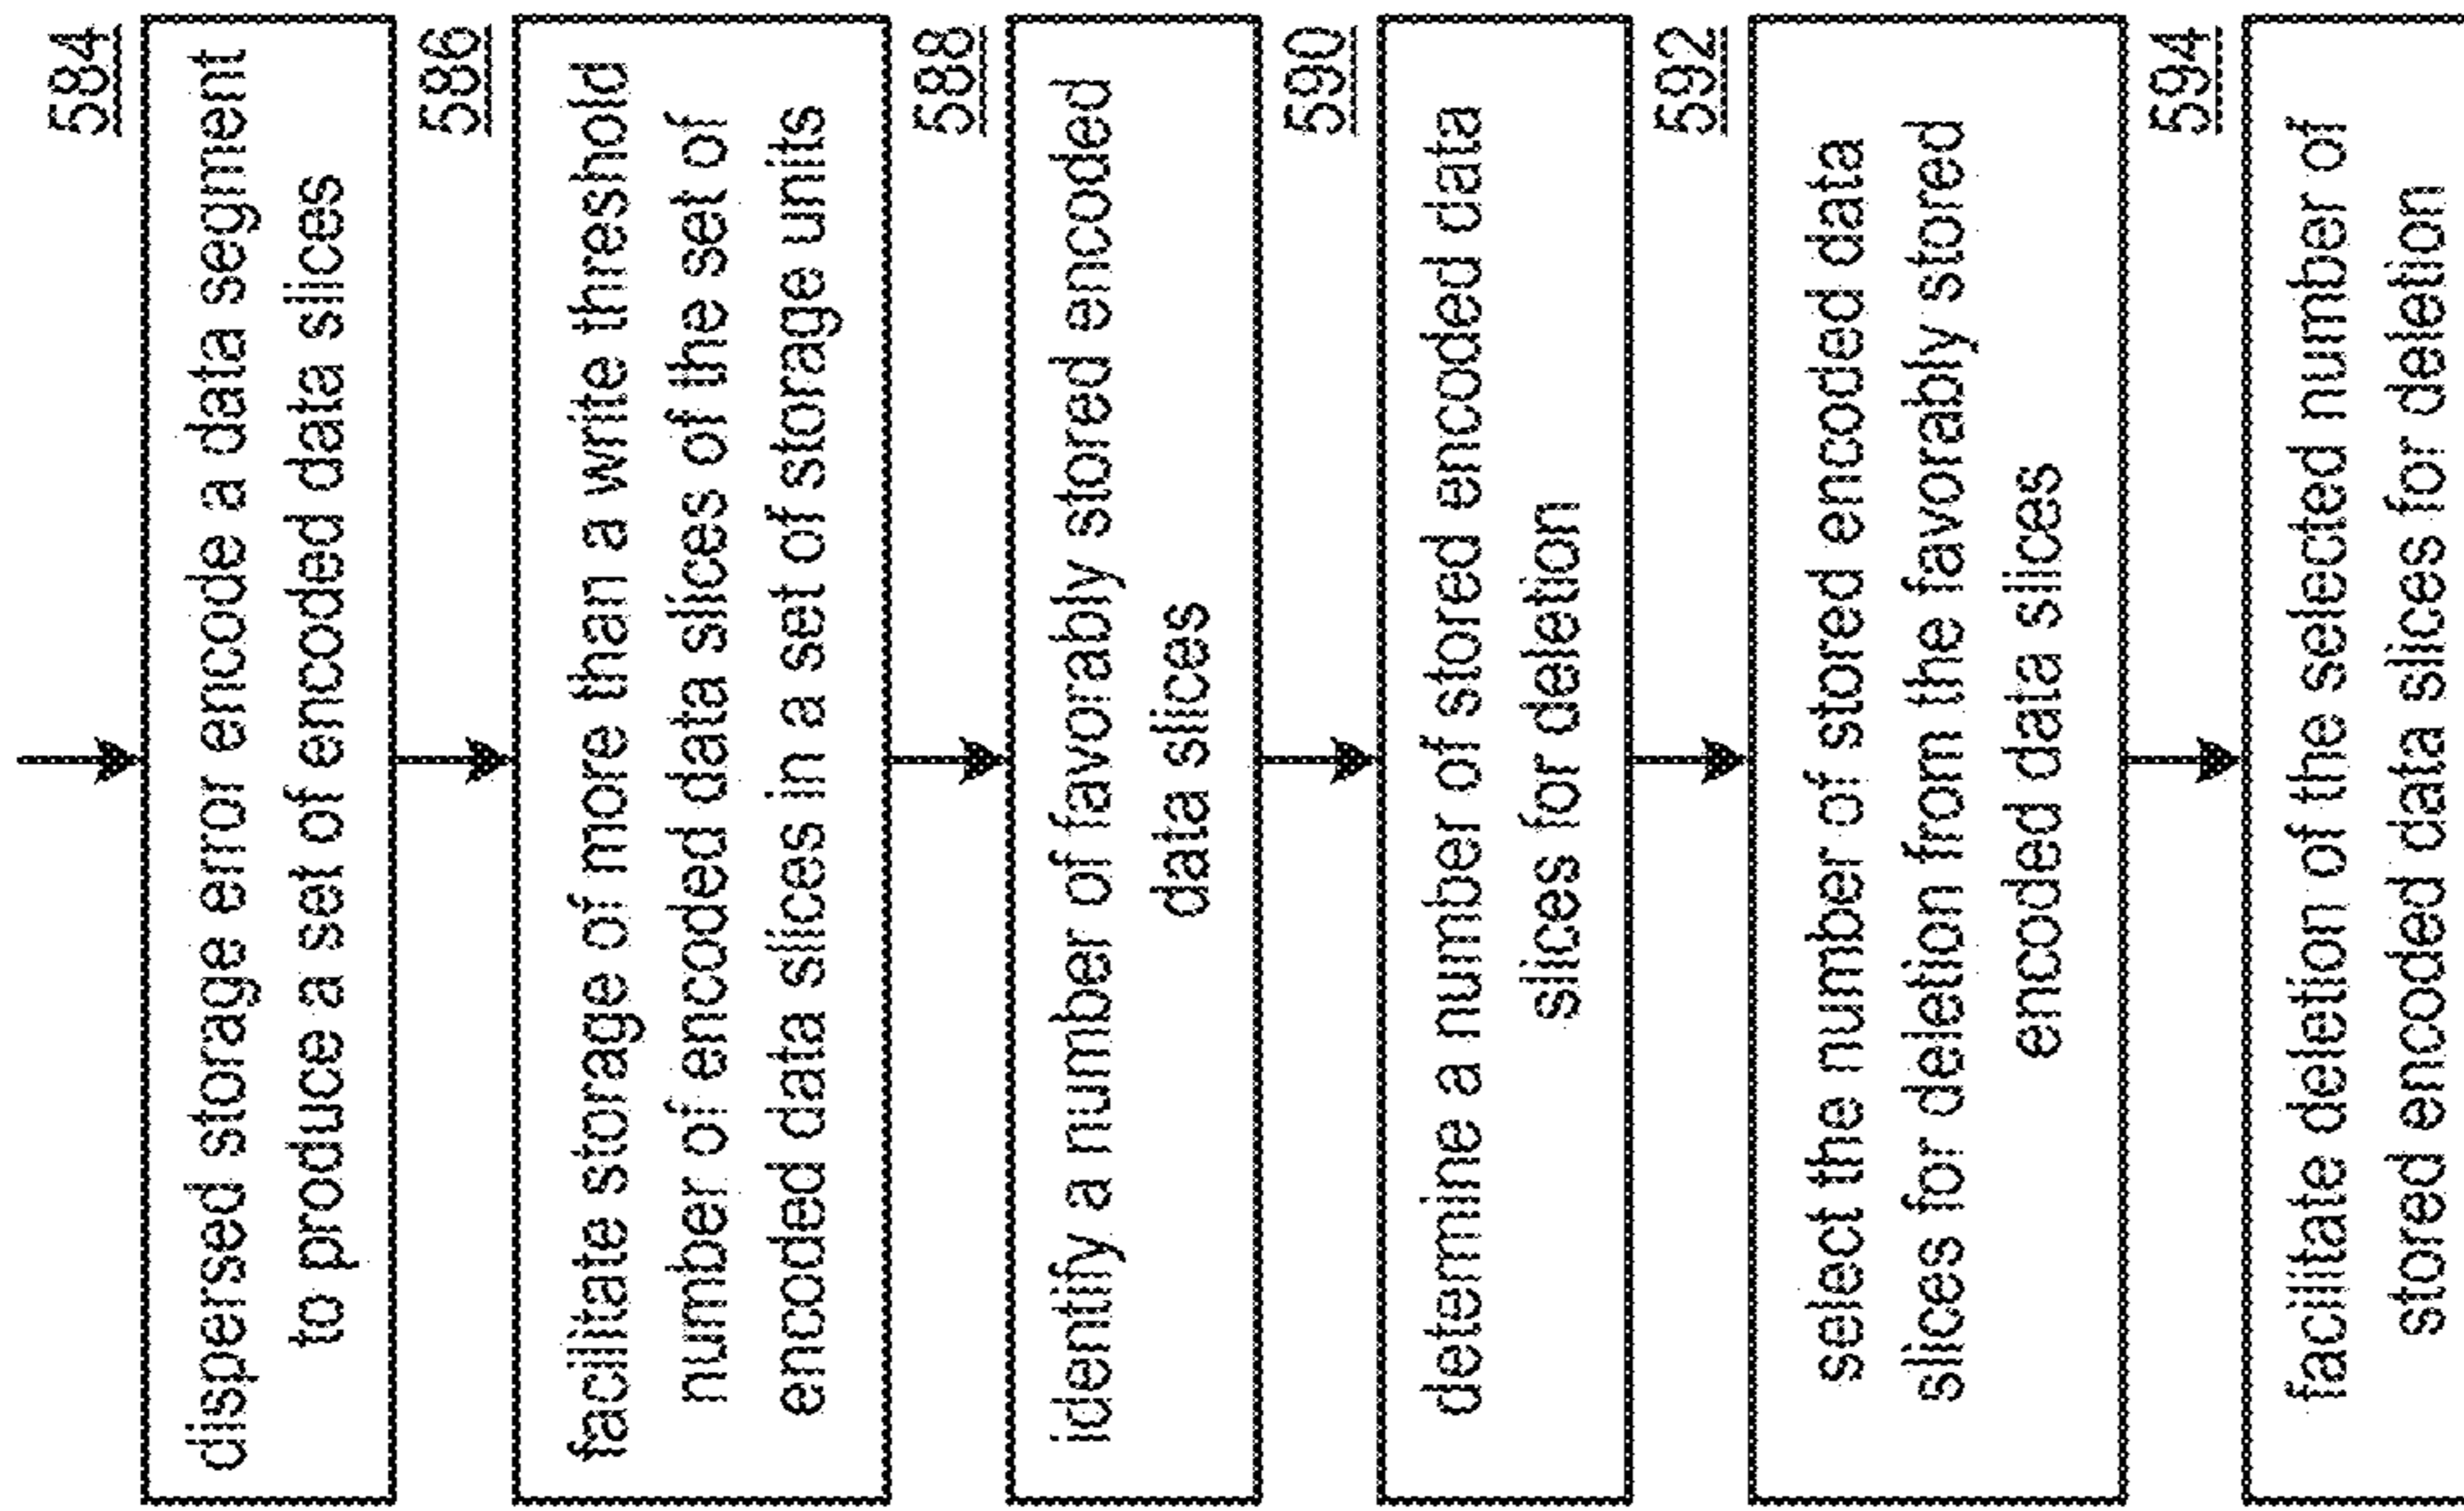 584
dispersed storage error encode a data segment
to produce a set of encoded data slices
586
facilitate storage of more than a write threshold
number of encoded data slices of the set of
encoded data slices in a set of storage units
588
identify a number of favorably stored encoded
data slices
590
determine a number of stored encoded data
slices for deletion
592
select the number of stored encoded data
slices for deletion from the favorably stored
encoded data slices
594
facilitate deletion of the selected number of
stored encoded data slices for deletion